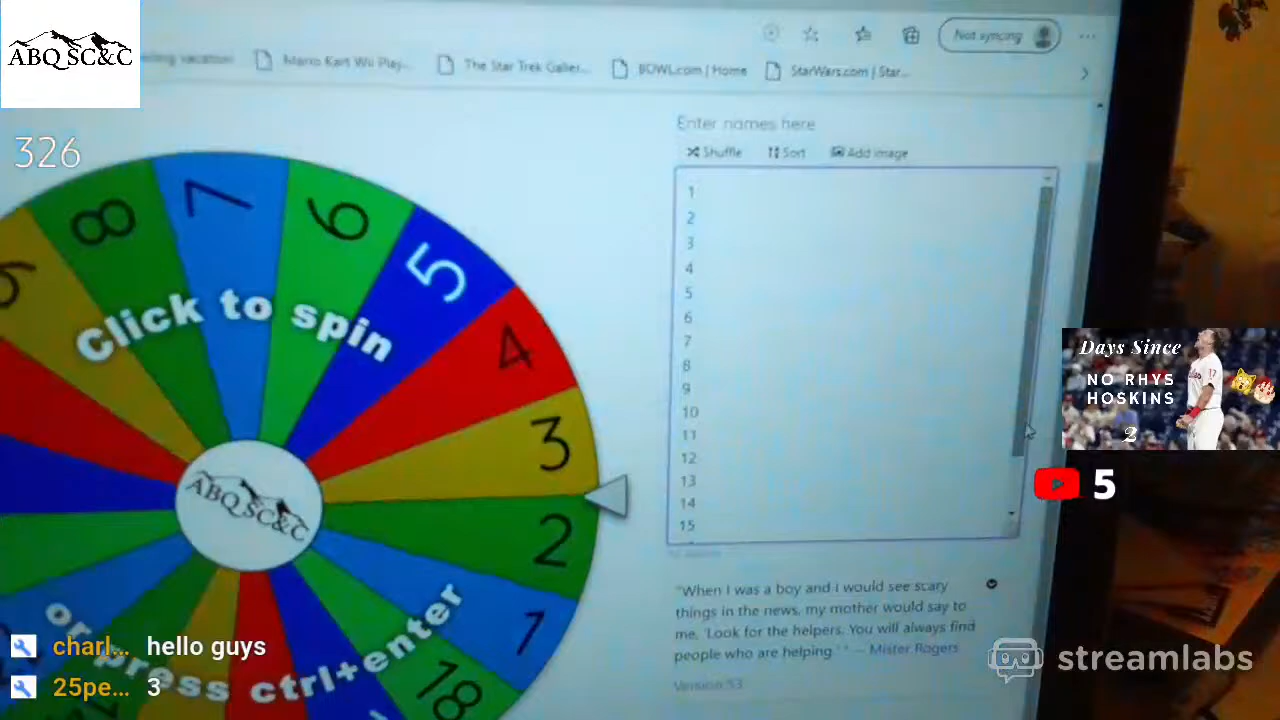 ABQ SC&C
Not syncing
vacation
Mario Kart Wii Play...
The Star Trek Galler...
BOWL.com | Home
StarWars.com | Star...
326
Enter names here
Shuffle
Sort
Add image
1
2
3
4
5
6
7
8
9
10
11
12
13
14
15
9
8
7
6
5
4
3
2
1
18
Click to spin
ABQ SC&C
or press ctrl+enter
Days Since
NO RHYS
HOSKINS
2
5
"When I was a boy and I would see scary
things in the news, my mother would say to
me, 'Look for the helpers. You will always find
people who are helping.' " — Mister Rogers
Version 53
charl... hello guys
25pe... 3
streamlabs